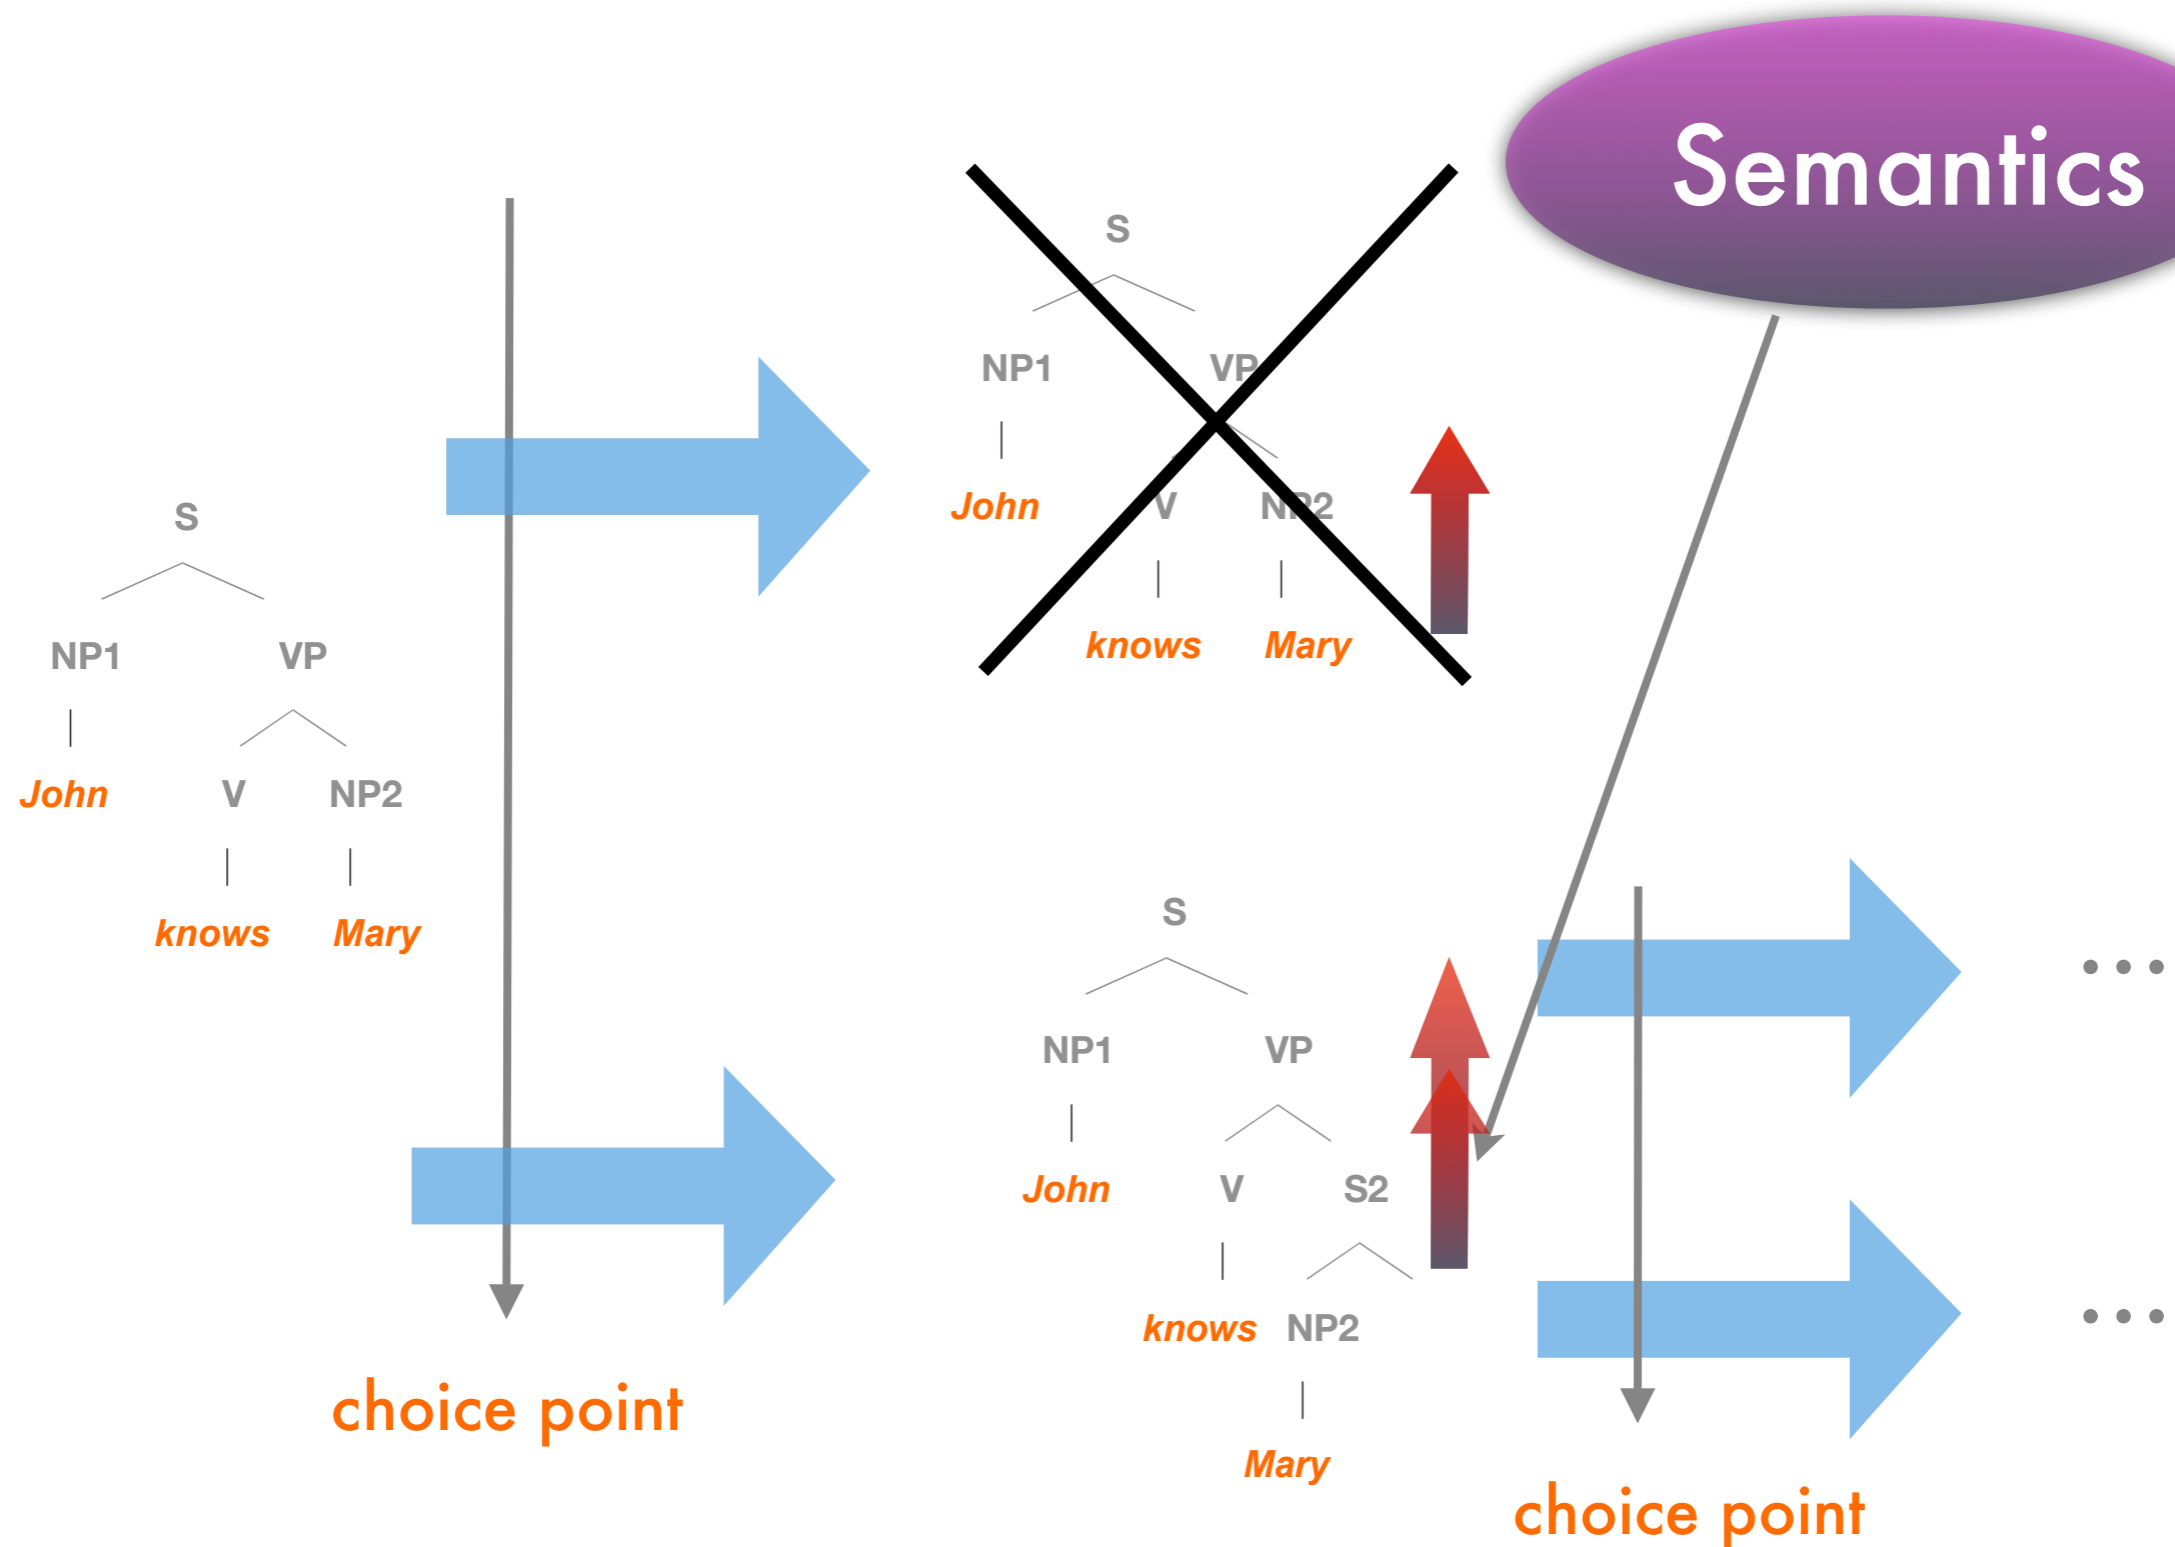 Semantics
S
NP1 VP
John V NP2
knows Mary
S
NP1 VP
John V NP2
knows Mary
S
NP1 VP
John V S2
knows NP2
Mary
...
...
choice point
choice point